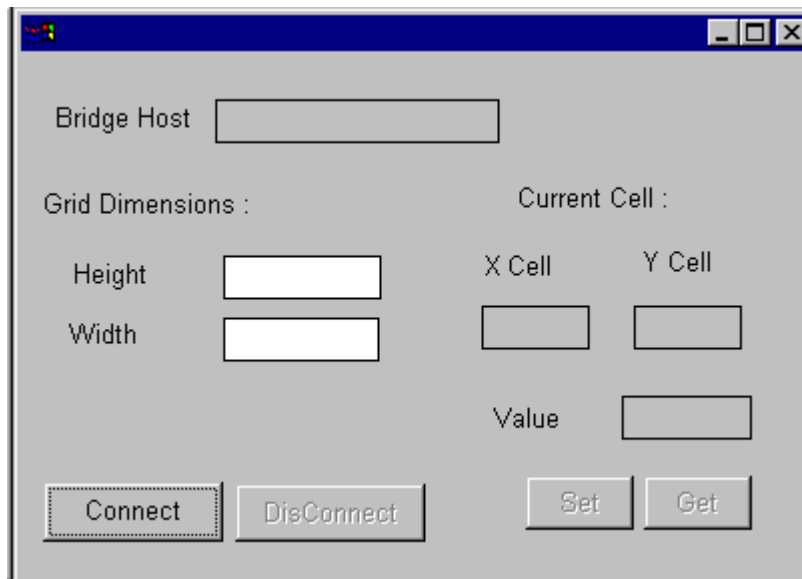 Bridge Host
Grid Dimensions :
Current Cell :
Height
X Cell
Y Cell
Width
Value
Connect
DisConnect
Set
Get